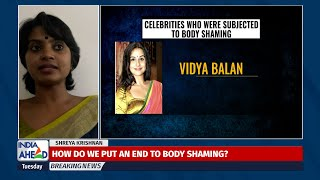 CELEBRITIES WHO WERE SUBJECTED
TO BODY SHAMING
VIDYA BALAN
INDIA
AHEAD
SHREYA KRISHNAN
HOW DO WE PUT AN END TO BODY SHAMING?
Tuesday
BREAKING NEWS